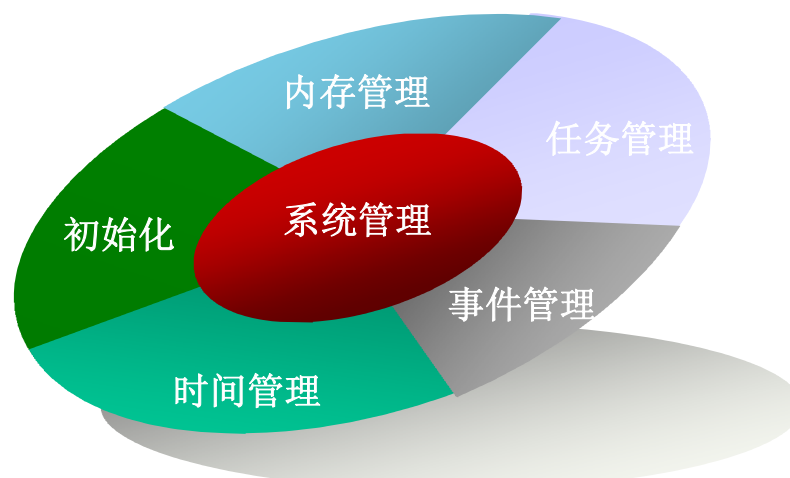 内存管理
任务管理
系统管理
初始化
事件管理
时间管理